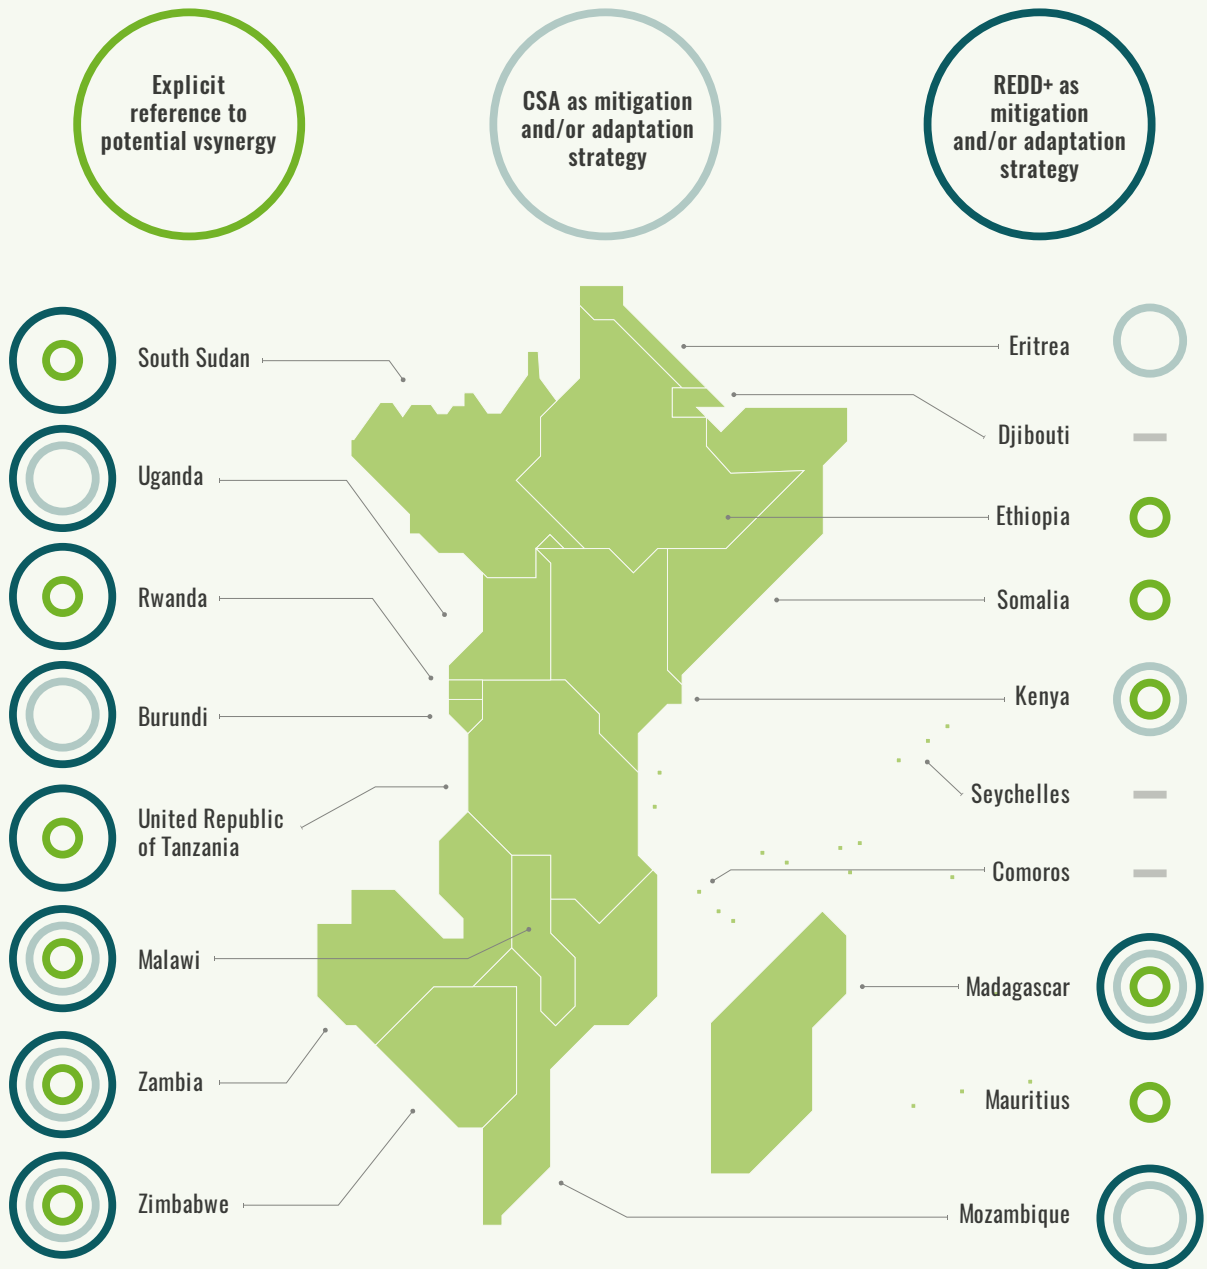 Explicit
reference to
potential vsynergy
CSA as mitigation
and/or adaptation
strategy
REDD+ as
mitigation
and/or adaptation
strategy
South Sudan
Uganda
Rwanda
Burundi
United Republic
of Tanzania
Malawi
Zambia
Zimbabwe
Eritrea
Djibouti
Ethiopia
Somalia
Kenya
Seychelles
Comoros
Madagascar
Mauritius
Mozambique